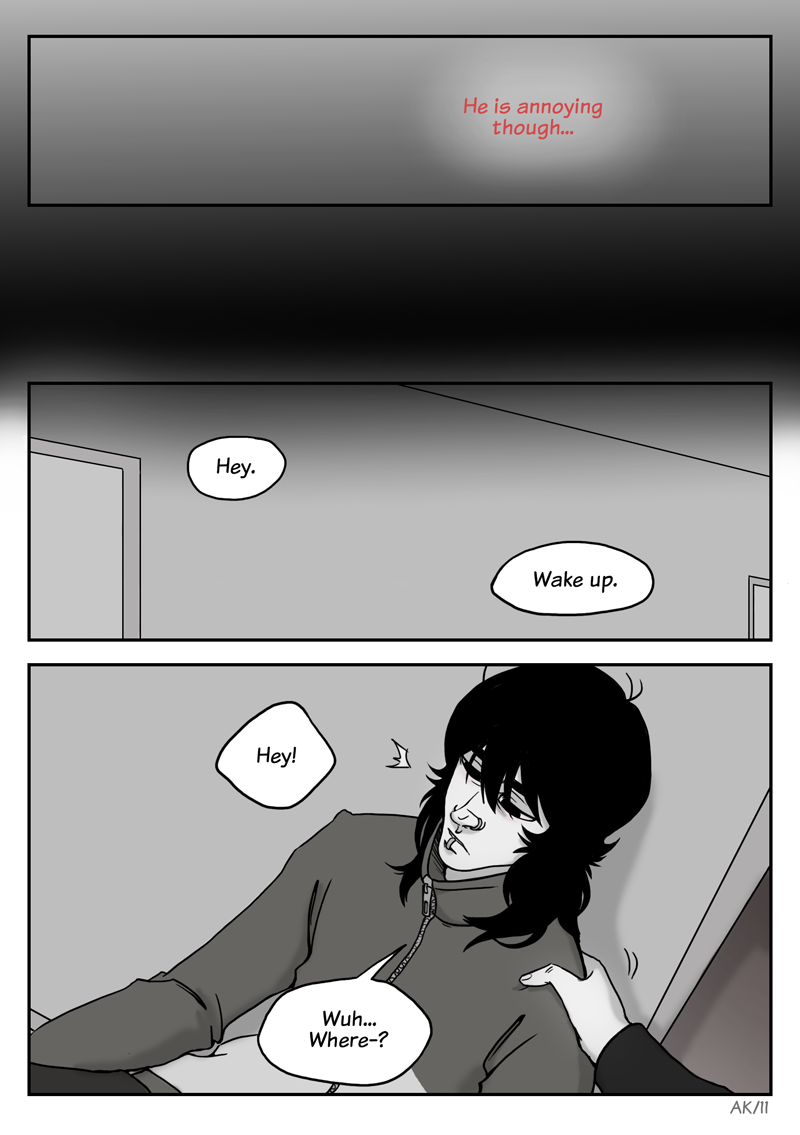 He is annoying
though...
Hey.
Wake up.
Hey!
Wuh...
Where-?
AK/11